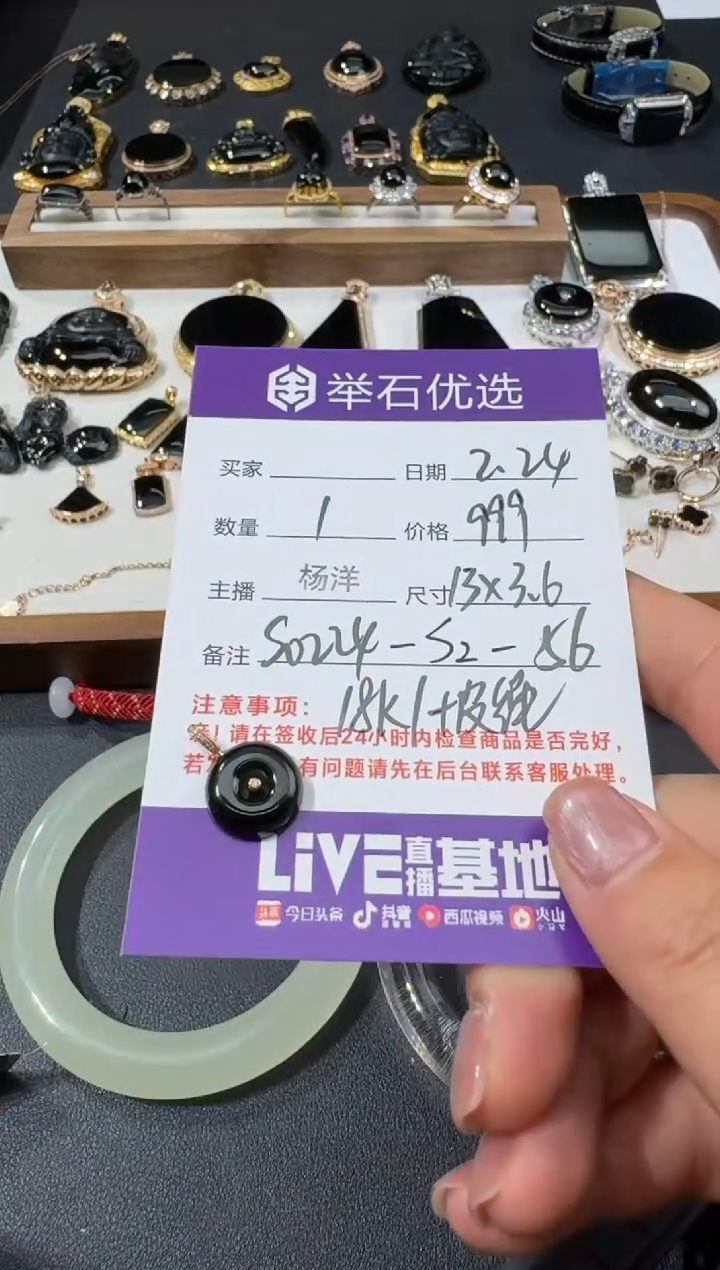 举石优选
买家 日期 2.24
数量 1 价格 999
主播 杨洋 尺寸 13x3.6
备注 S0224-S2-56
注意事项: 18K/+皮绳
请在签收后24小时内检查商品是否完好,
若 有问题请先在后台联系客服处理。
LiVE直播基地
头条 今日头条 抖音 西瓜视频 火山